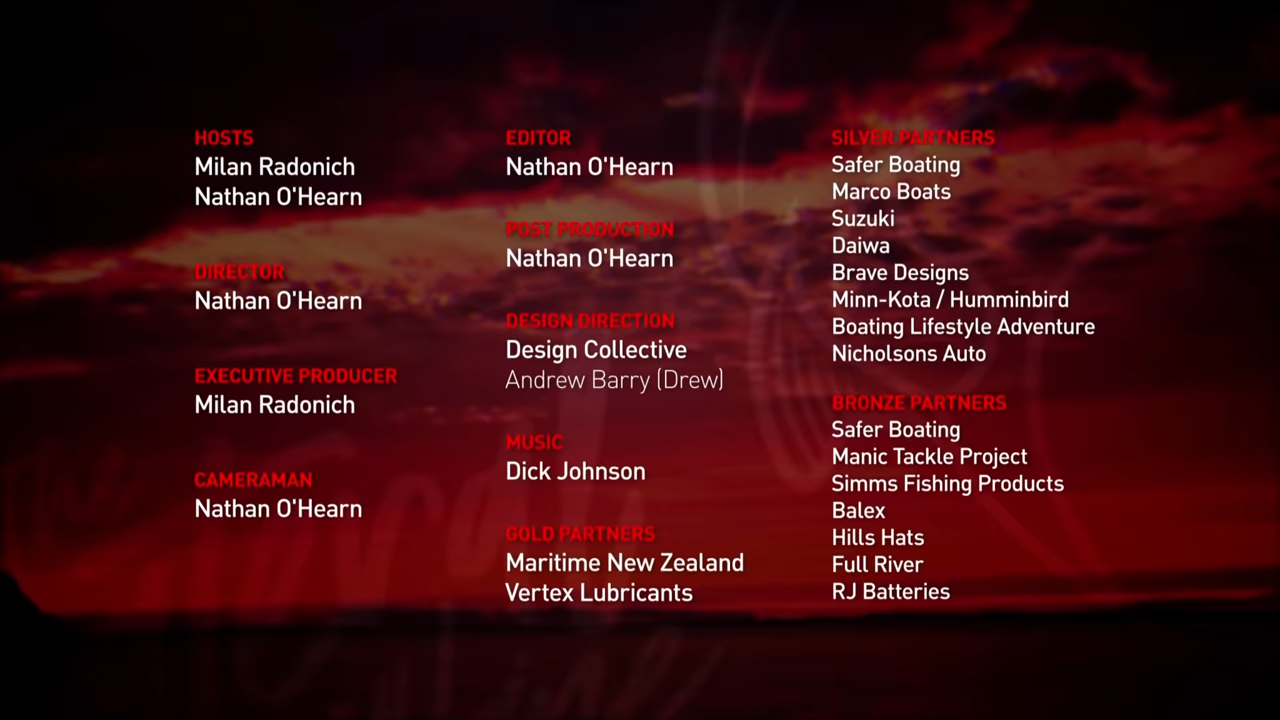 HOSTS
Milan Radonich
Nathan O'Hearn
DIRECTOR
Nathan O'Hearn
EXECUTIVE PRODUCER
Milan Radonich
CAMERAMAN
Nathan O'Hearn
EDITOR
Nathan O'Hearn
POST PRODUCTION
Nathan O'Hearn
DESIGN DIRECTION
Design Collective
Andrew Barry (Drew)
MUSIC
Dick Johnson
GOLD PARTNERS
Maritime New Zealand
Vertex Lubricants
SILVER PARTNERS
Safer Boating
Marco Boats
Suzuki
Daiwa
Brave Designs
Minn-Kota / Humminbird
Boating Lifestyle Adventure
Nicholsons Auto
BRONZE PARTNERS
Safer Boating
Manic Tackle Project
Simms Fishing Products
Balex
Hills Hats
Full River
RJ Batteries